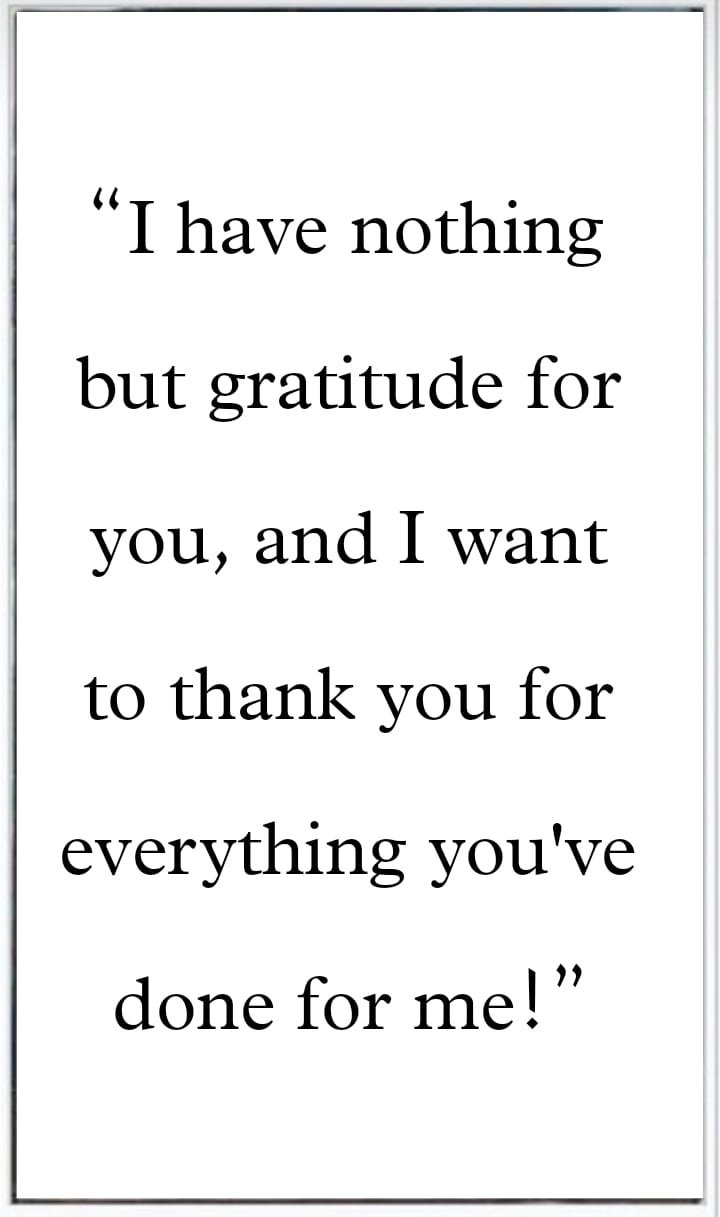 “I have nothing
but gratitude for
you, and I want
to thank you for
everything you've
done for me!”